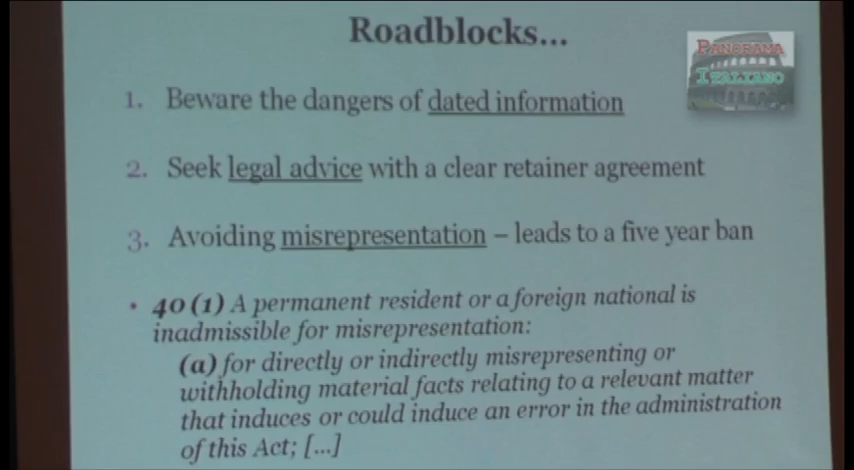 Roadblocks...
PANORAMA
ITALIANO
1. Beware the dangers of dated information
2. Seek legal advice with a clear retainer agreement
3. Avoiding misrepresentation – leads to a five year ban
• 40 (1) A permanent resident or a foreign national is
inadmissible for misrepresentation:
(a) for directly or indirectly misrepresenting or
withholding material facts relating to a relevant matter
that induces or could induce an error in the administration
of this Act; [...]